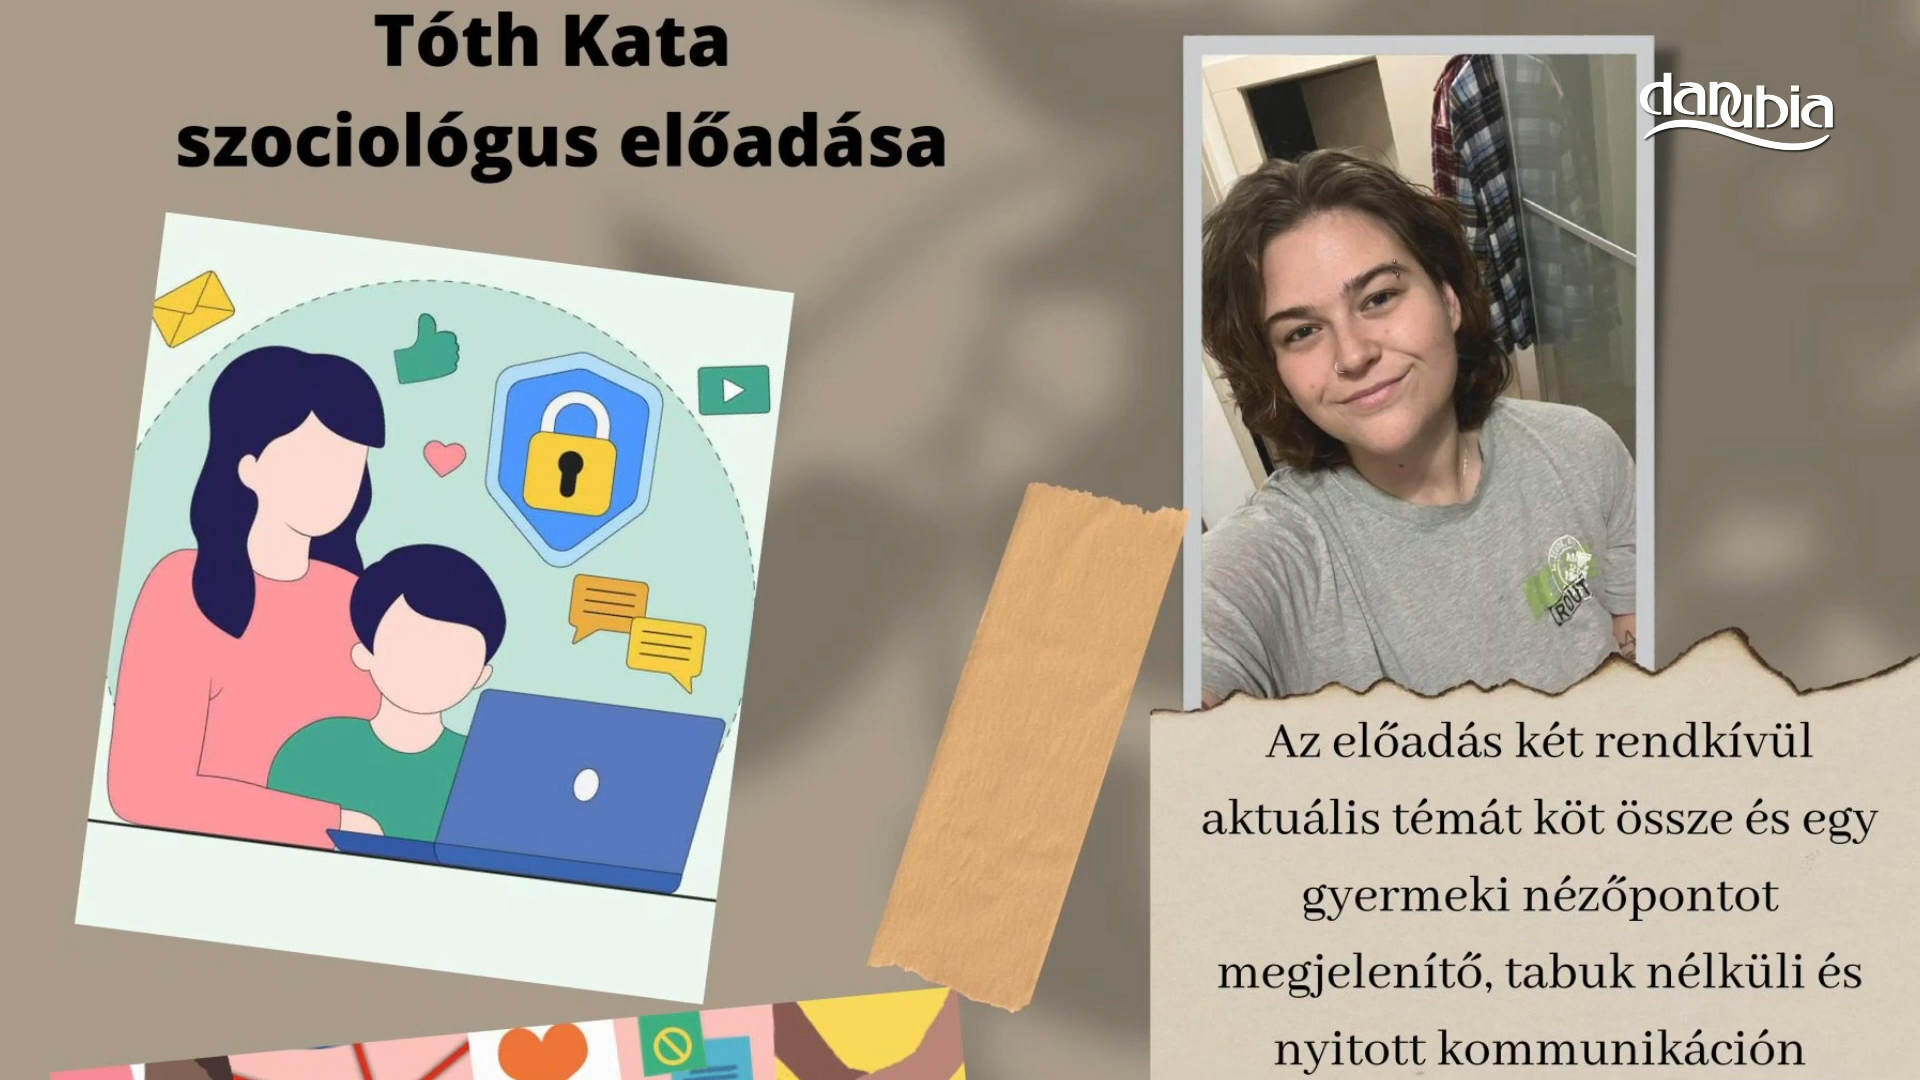 Tóth Kata
szociológus előadása
danubia
ROUT
Az előadás két rendkívül
aktuális témát köt össze és egy
gyermeki nézőpontot
megjelenítő, tabuk nélküli és
nyitott kommunikáción